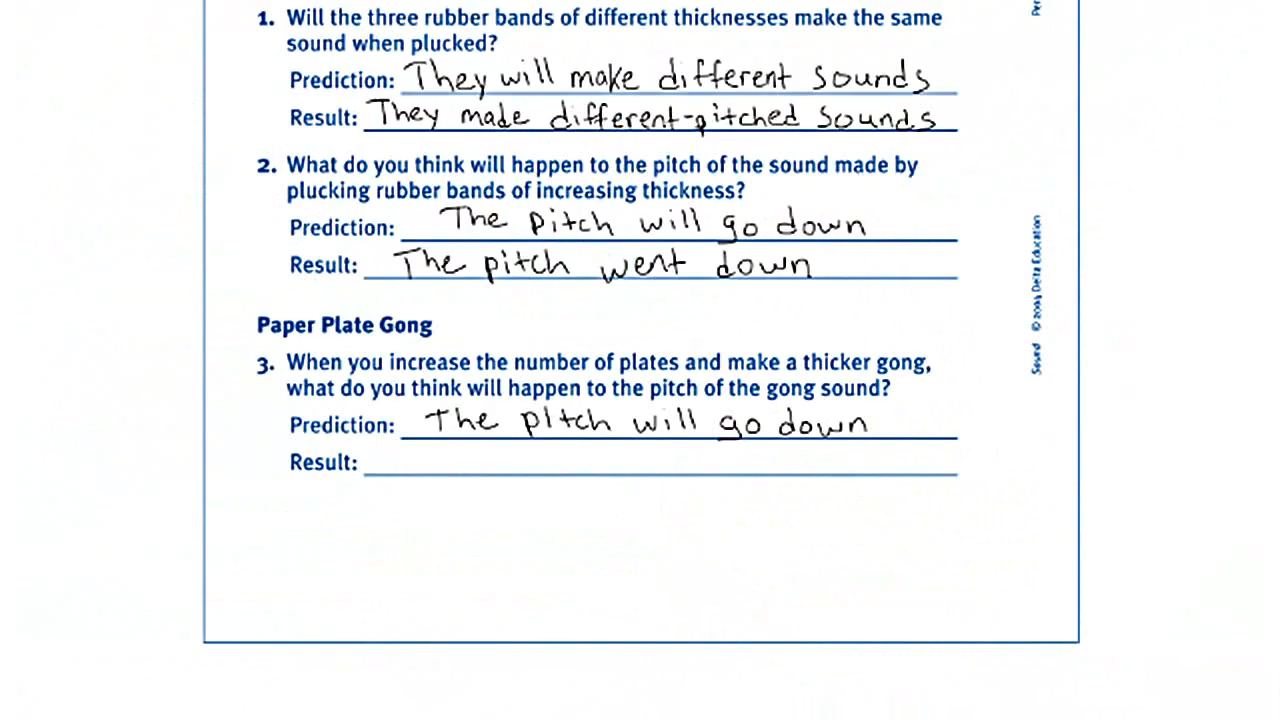 1. Will the three rubber bands of different thicknesses make the same
sound when plucked?
Prediction: They will make different sounds
Result: They made different-pitched sounds
2. What do you think will happen to the pitch of the sound made by
plucking rubber bands of increasing thickness?
Prediction: The pitch will go down
Result: The pitch went down
Paper Plate Gong
3. When you increase the number of plates and make a thicker gong,
what do you think will happen to the pitch of the gong sound?
Prediction: The pitch will go down
Result:
Sound © 2003 Delta Education